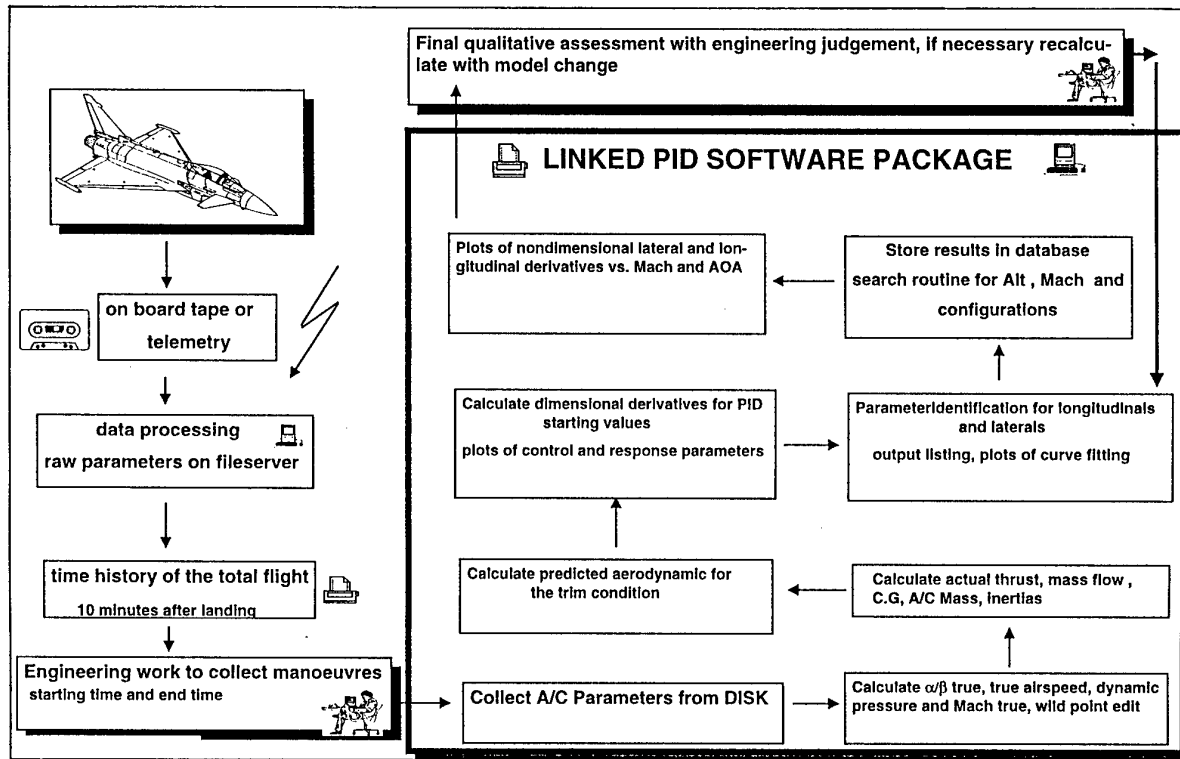 Final qualitative assessment with engineering judgement, if necessary recalcu-
late with model change
on board tape or
telemetry
data processing
raw parameters on fileserver
time history of the total flight
10 minutes after landing
Engineering work to collect manoeuvres
starting time and end time
LINKED PID SOFTWARE PACKAGE
Plots of nondimensional lateral and lon-
gitudinal derivatives vs. Mach and AOA
Store results in database
search routine for Alt , Mach and
configurations
Calculate dimensional derivatives for PID
starting values
plots of control and response parameters
Parameteridentification for longitudinals
and laterals
output listing, plots of curve fitting
Calculate predicted aerodynamic for
the trim condition
Calculate actual thrust, mass flow ,
C.G, A/C Mass, inertias
Collect A/C Parameters from DISK
Calculate α/β true, true airspeed, dynamic
pressure and Mach true, wild point edit